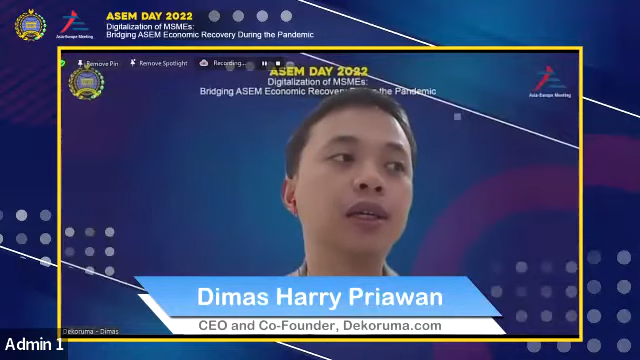 ASEM DAY 2022
Digitalization of MSMEs:
Bridging ASEM Economic Recovery During the Pandemic
Asia-Europe Meeting
Remove Pin
Remove Spotlight
Recording...
ASEM DAY 2022
Digitalization of MSMEs:
Bridging ASEM Economic Recovery the Pandemic
Asia-Europe Meeting
Dimas Harry Priawan
CEO and Co-Founder, Dekoruma.com
Dekoruma - Dimas
Admin 1